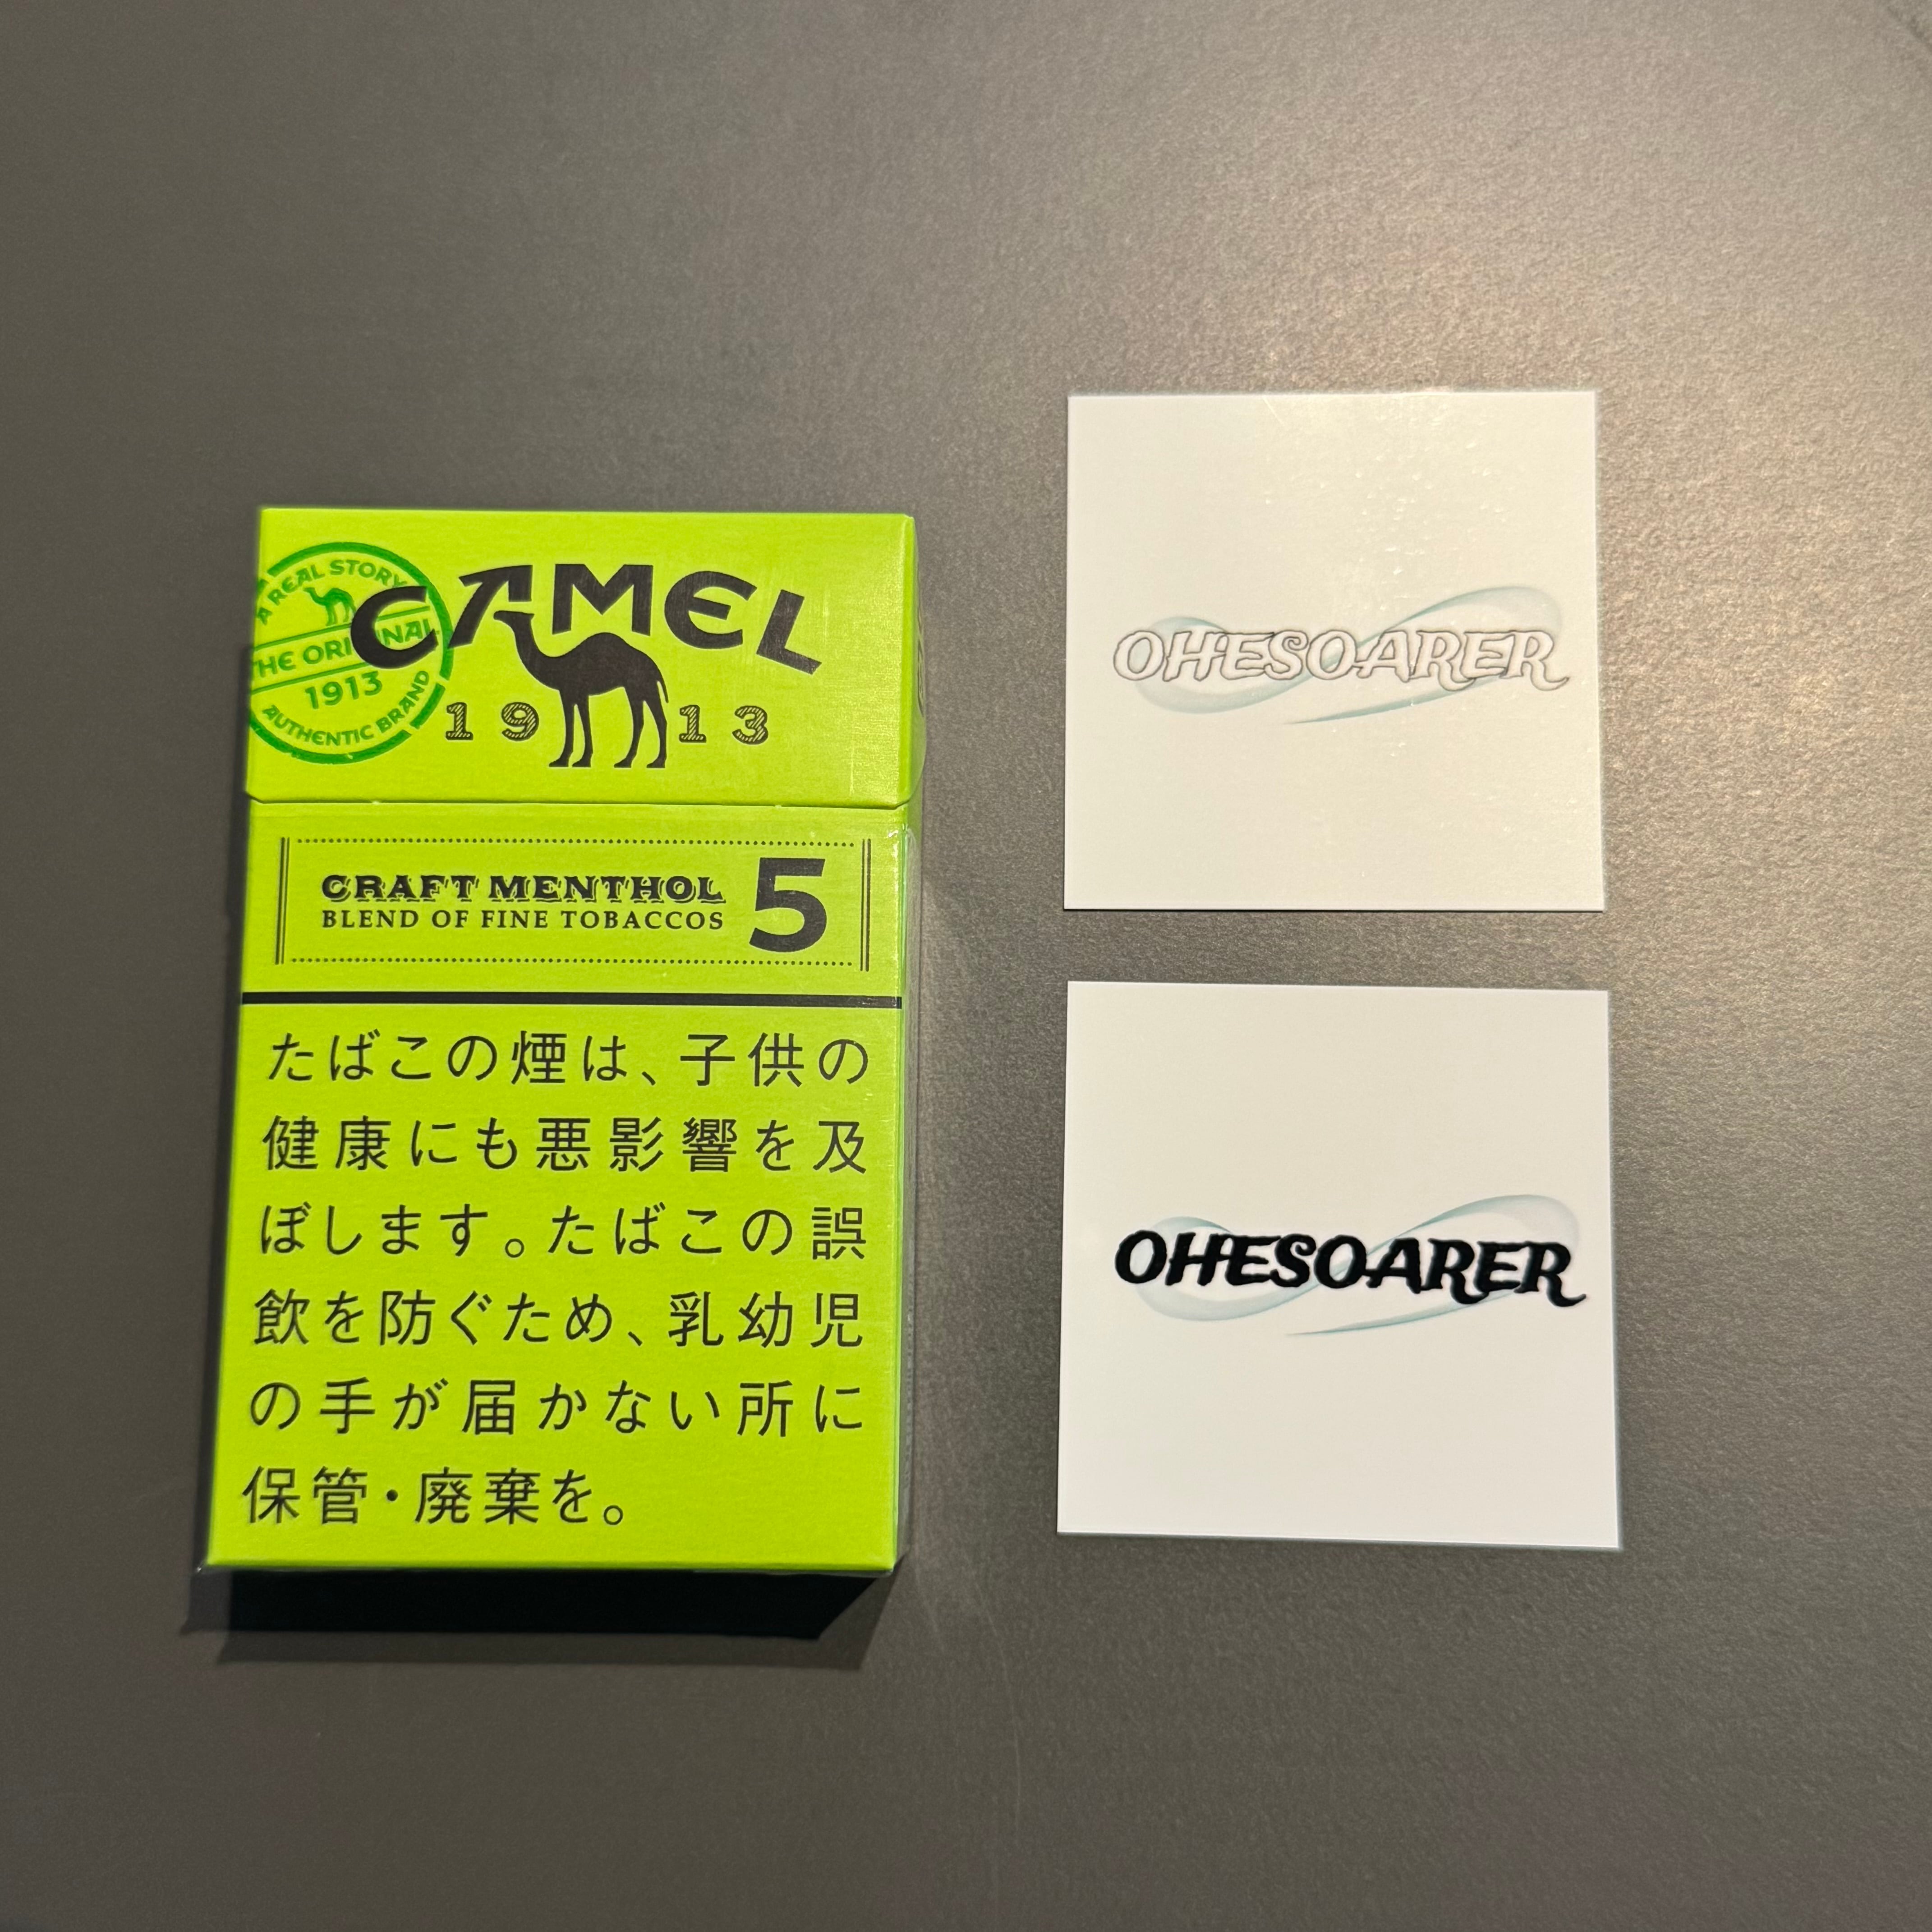 A REAL STORY
THE ORIGINAL
1913
AUTHENTIC BRAND
CAMEL
1913
CRAFT MENTHOL
BLEND OF FINE TOBACCOS
5
たばこの煙は、子供の
健康にも悪影響を及
ぼします。たばこの誤
飲を防ぐため、乳幼児
の手が届かない所に
保管・廃棄を。
OHESOARER
OHESOARER